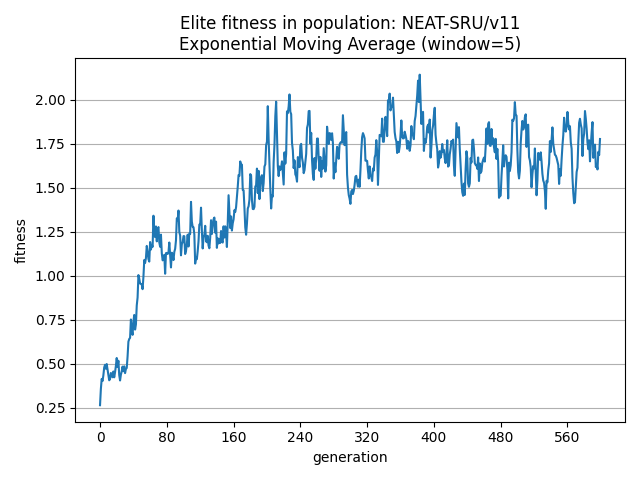 Elite fitness in population: NEAT-SRU/v11
Exponential Moving Average (window=5)
fitness
2.00
1.75
1.50
1.25
1.00
0.75
0.50
0.25
0 80 160 240 320 400 480 560
generation